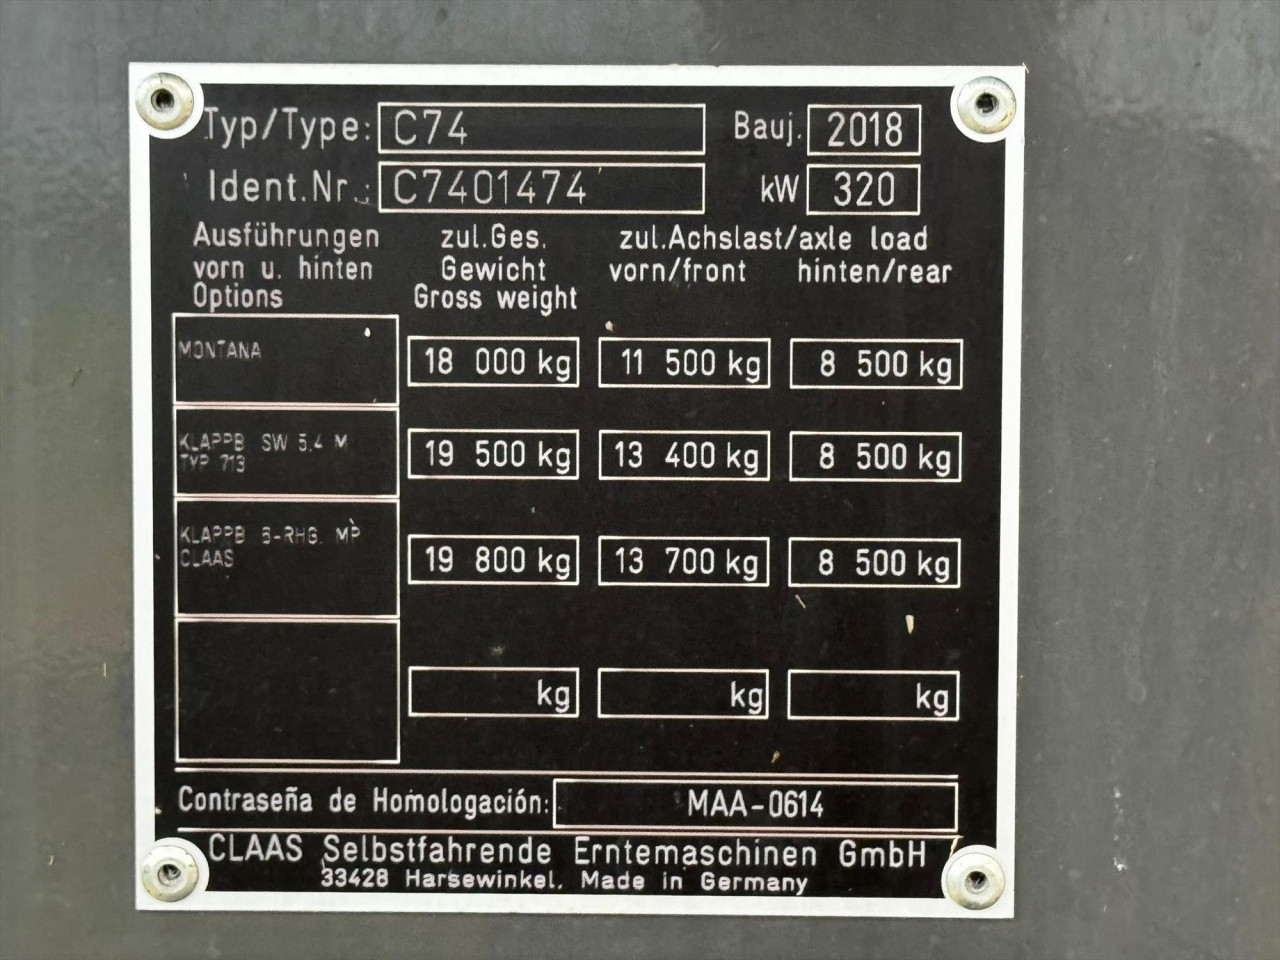 Typ/Type: C74 Bauj. 2018
Ident.Nr.: C7401474 kW 320
Ausführungen zul.Ges. zul.Achslast/axle load
vorn u. hinten Gewicht vorn/front hinten/rear
Options Gross weight
MONTANA 18 000 kg 11 500 kg 8 500 kg
KLAPPB SW 5.4 M 19 500 kg 13 400 kg 8 500 kg
TYP 713
KLAPPB 6-RHG. MP 19 800 kg 13 700 kg 8 500 kg
CLAAS
kg kg kg
Contraseña de Homologación: MAA-0614
CLAAS Selbstfahrende Erntemaschinen GmbH
33428 Harsewinkel. Made in Germany